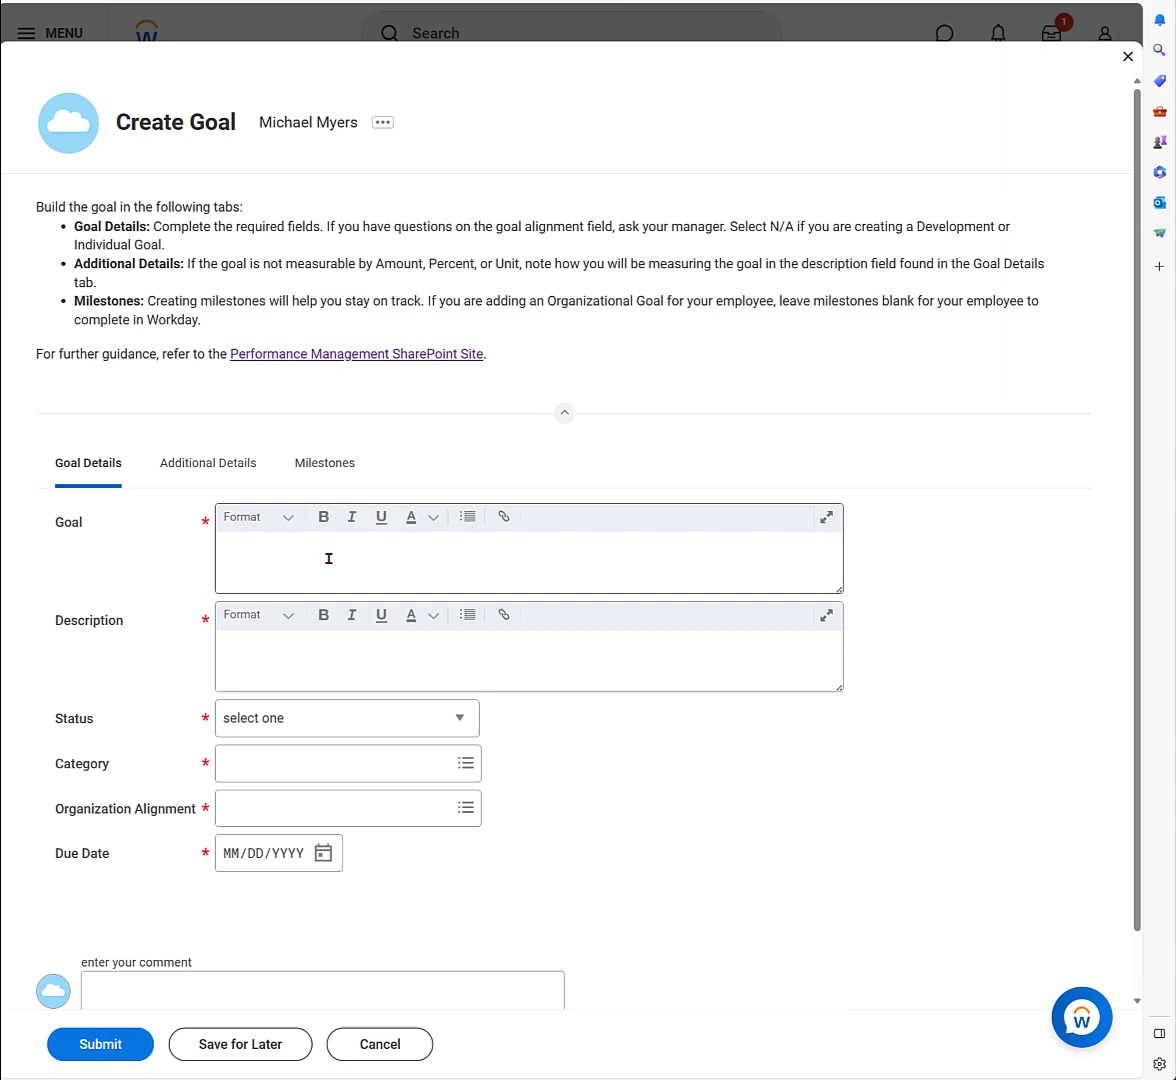 MENU
Search
1
Create Goal
Michael Myers
Build the goal in the following tabs:
• Goal Details: Complete the required fields. If you have questions on the goal alignment field, ask your manager. Select N/A if you are creating a Development or
Individual Goal.
• Additional Details: If the goal is not measurable by Amount, Percent, or Unit, note how you will be measuring the goal in the description field found in the Goal Details
tab.
• Milestones: Creating milestones will help you stay on track. If you are adding an Organizational Goal for your employee, leave milestones blank for your employee to
complete in Workday.
For further guidance, refer to the Performance Management SharePoint Site.
Goal Details
Additional Details
Milestones
Goal *
Format B I U A
Description *
Format B I U A
Status * select one
Category *
Organization Alignment *
Due Date * MM/DD/YYYY
enter your comment
Submit
Save for Later
Cancel